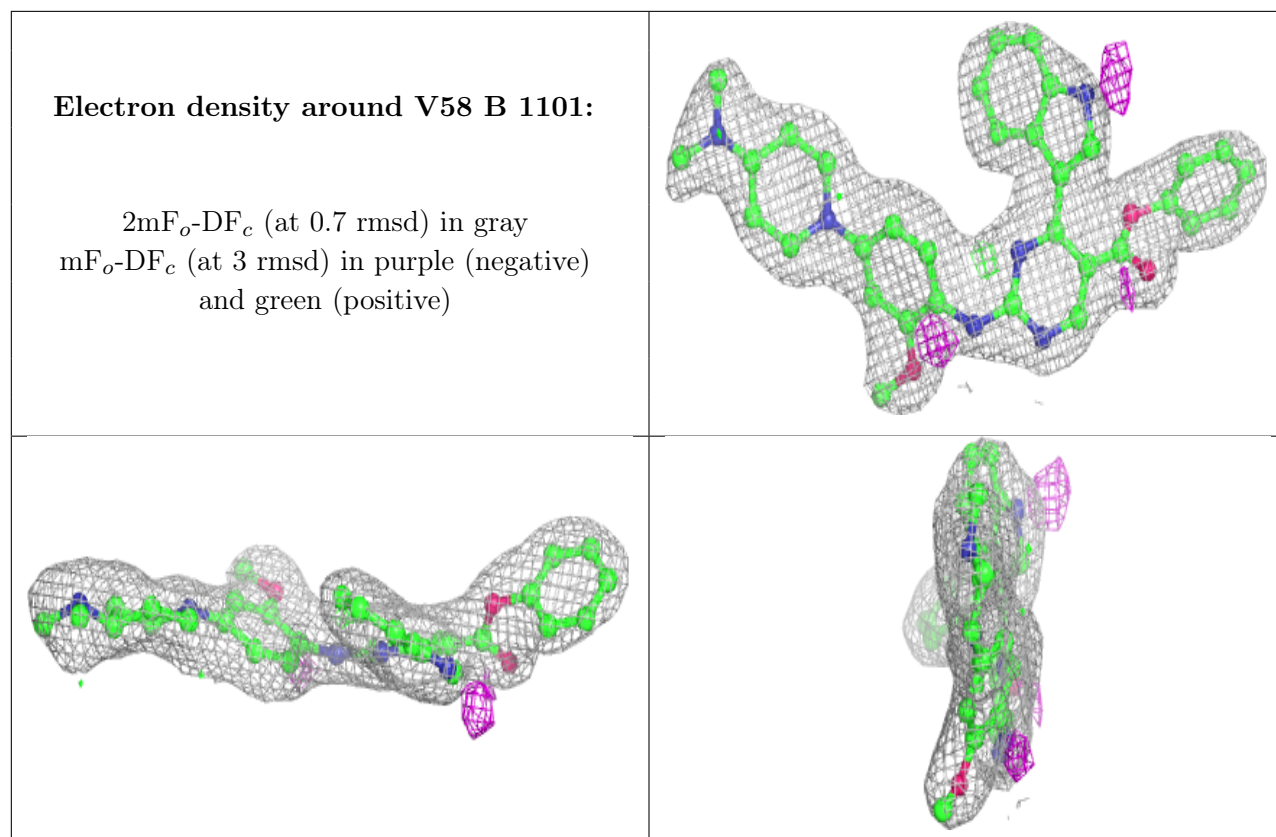 Electron density around V58 B 1101:
2mFₒ-DF𝒸 (at 0.7 rmsd) in gray
mFₒ-DF𝒸 (at 3 rmsd) in purple (negative)
and green (positive)